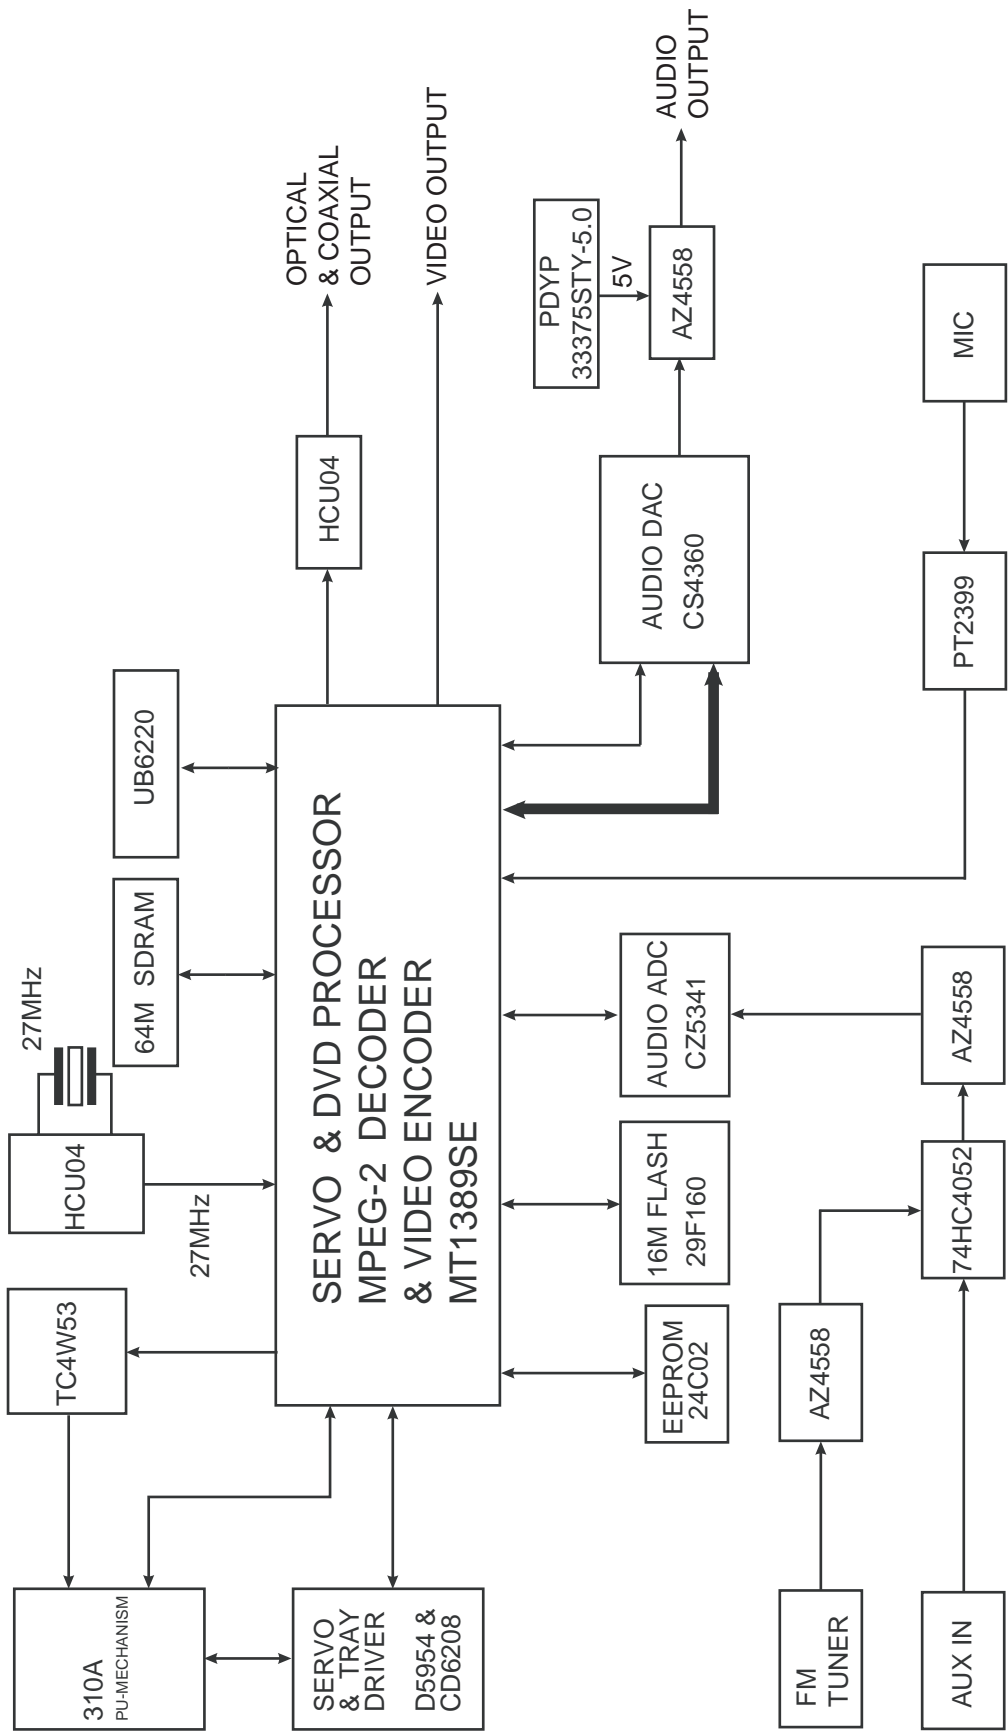 310A
PU-MECHANISM
TC4W53
HCU04
27MHz
27MHz
64M SDRAM
UB6220
SERVO
& TRAY
DRIVER
D5954 &
CD6208
SERVO & DVD PROCESSOR
MPEG-2 DECODER
& VIDEO ENCODER
MT1389SE
HCU04
OPTICAL
& COAXIAL
OUTPUT
VIDEO OUTPUT
EEPROM
24C02
16M FLASH
29F160
AUDIO ADC
CZ5341
AUDIO DAC
CS4360
PDYP
33375STY-5.0
5V
AZ4558
AUDIO
OUTPUT
FM
TUNER
AZ4558
AUX IN
74HC4052
AZ4558
PT2399
MIC